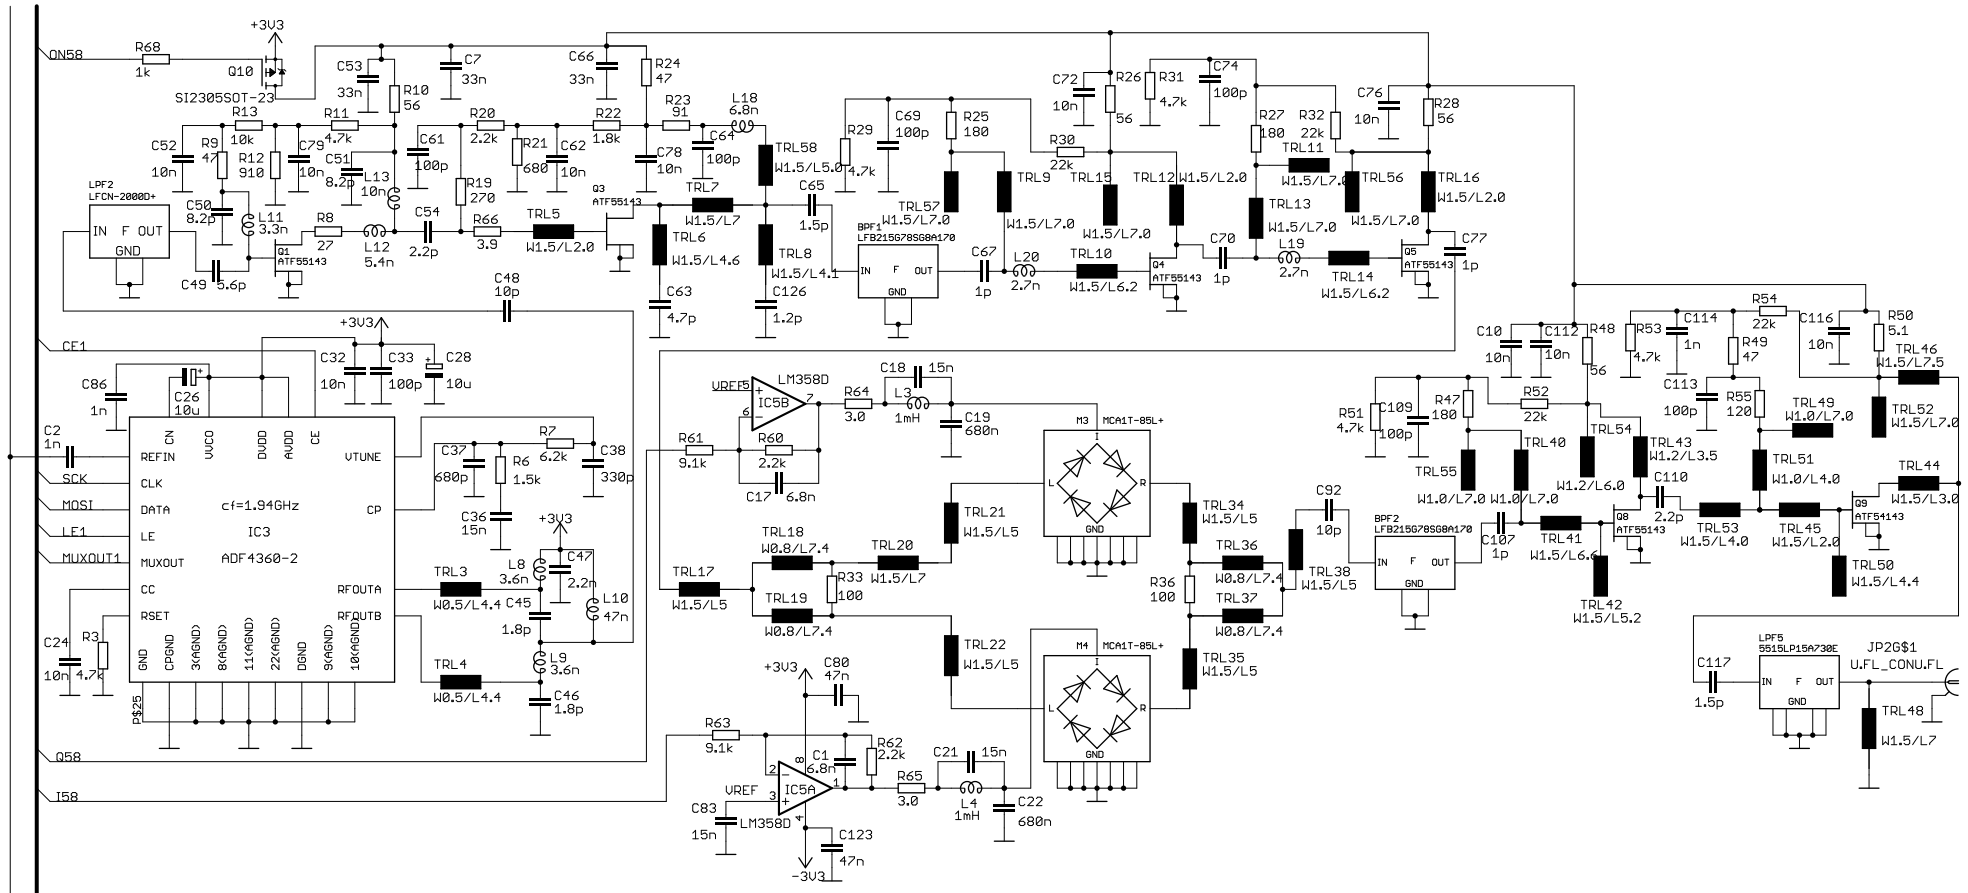 +3V3
ON58
R68
1k
Q10
SI2305SOT-23
C53
33n
R10
56
C7
33n
C66
33n
R24
47
C52
10n
R9
47
R13
10k
R12
910
C79
10n
R11
4.7k
C51
8.2p
L13
10n
C61
100p
R20
2.2k
R21
680
C62
10n
R22
1.8k
R23
91
L18
6.8n
C64
100p
C78
10n
TRL58
W1.5/L5.0
R19
270
LPF2
LFCN-2000D+
IN F OUT
GND
C50
8.2p
L11
3.3n
C49
5.6p
Q1
ATF55143
R8
27
L12
5.4n
C54
2.2p
R66
3.9
TRL5
W1.5/L2.0
Q3
ATF55143
TRL7
W1.5/L7
TRL6
W1.5/L4.6
TRL8
W1.5/L4.1
C65
1.5p
C63
4.7p
C126
1.2p
C48
10p
R29
4.7k
C69
100p
R25
180
R30
22k
TRL57
W1.5/L7.0
TRL9
W1.5/L7.0
BPF1
LFB215G78SG8A170
IN F OUT
GND
C67
1p
L20
2.7n
TRL10
W1.5/L6.2
C72
10n
R26
56
TRL15
W1.5/L7.0
TRL12
W1.5/L2.0
Q4
ATF55143
C70
1p
R31
4.7k
C74
100p
R27
180
TRL11
W1.5/L7.0
TRL13
W1.5/L7.0
L19
2.7n
TRL14
W1.5/L6.2
R32
22k
TRL56
W1.5/L7.0
C76
10n
R28
56
TRL16
W1.5/L2.0
Q5
ATF55143
C77
1p
CE1
+3V3
C32
10n
C33
100p
C28
10u
C86
1n
C26
10u
C2
1n
SCK
MOSI
LE1
MUXOUT1
CN
VVCO
DVDD
AVDD
CE
REFIN
CLK
DATA
LE
MUXOUT
CC
RSET
VTUNE
CP
RFOUTA
RFOUTB
cf=1.94GHz
IC3
ADF4360-2
GND
CPGND
3(AGND)
8(AGND)
11(AGND)
22(AGND)
DGND
9(AGND)
10(AGND)
P$25
C24
10n
R3
4.7k
C37
680p
R6
1.5k
R7
6.2k
C38
330p
C36
15n
+3V3
L8
3.6n
C47
2.2n
C45
1.8p
L10
47n
TRL3
W0.5/L4.4
TRL4
W0.5/L4.4
L9
3.6n
C46
1.8p
Q58
I58
VREF
5
6
7
LM358D
IC5B
R61
9.1k
R60
2.2k
C17
6.8n
R64
3.0
C18
15n
L3
1mH
C19
680n
M3
MCA1T-85L+
I
L
R
GND
TRL21
W1.5/L5
TRL18
W0.8/L7.4
TRL20
W1.5/L7
TRL17
W1.5/L5
R33
100
TRL19
W0.8/L7.4
TRL22
W1.5/L5
TRL34
W1.5/L5
TRL36
W0.8/L7.4
R36
100
TRL37
W0.8/L7.4
TRL35
W1.5/L5
TRL38
W1.5/L5
C92
10p
M4
MCA1T-85L+
I
L
R
GND
+3V3
C80
47n
R63
9.1k
VREF
C83
15n
2
3
8
4
1
IC5A
LM358D
C1
6.8n
R62
2.2k
R65
3.0
C21
15n
L4
1mH
C22
680n
C123
47n
-3V3
BPF2
LFB215G78SG8A170
IN F OUT
GND
C107
1p
R51
4.7k
C109
100p
R47
180
R52
22k
TRL55
W1.0/L7.0
TRL40
W1.0/L7.0
C10
10n
C112
10n
R48
56
TRL54
W1.2/L6.0
TRL43
W1.2/L3.5
TRL41
W1.5/L6.6
TRL42
W1.5/L5.2
Q8
ATF55143
C110
2.2p
R53
4.7k
C114
1n
R49
47
R54
22k
C113
100p
R55
120
TRL49
W1.0/L7.0
TRL51
W1.0/L4.0
TRL53
W1.5/L4.0
TRL45
W1.5/L2.0
TRL50
W1.5/L4.4
C116
10n
R50
5.1
TRL46
W1.5/L7.5
TRL52
W1.5/L7.0
TRL44
W1.5/L3.0
Q9
ATF54143
C117
1.5p
LPF5
5515LP15A730E
IN F OUT
GND
JP2G$1
U.FL_CONU.FL
TRL48
W1.5/L7